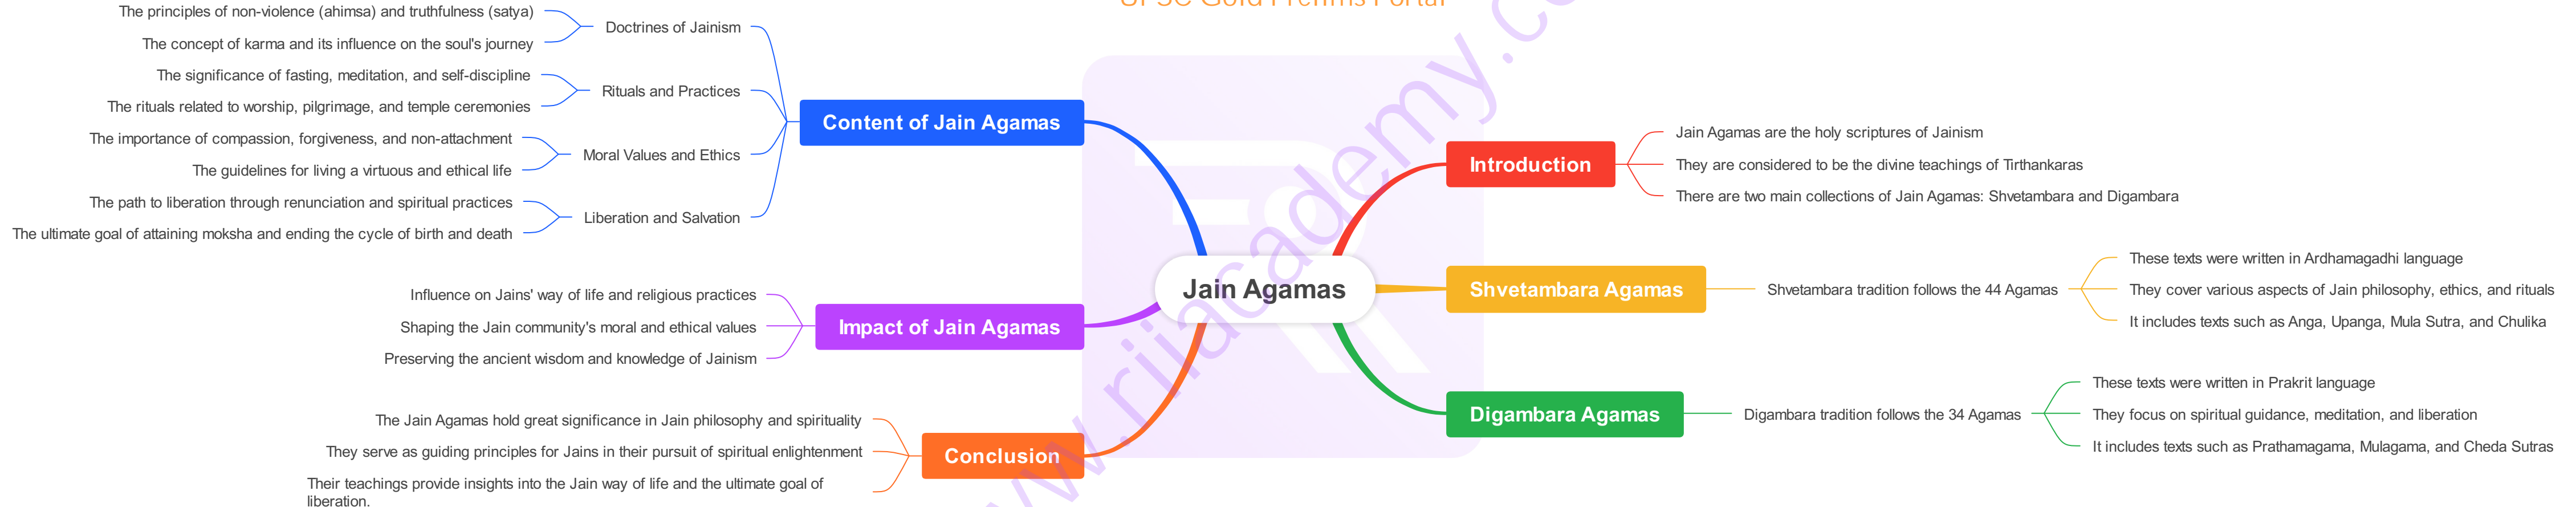 UPSC Gold Prelims Portal
Jain Agamas
Introduction
Jain Agamas are the holy scriptures of Jainism
They are considered to be the divine teachings of Tirthankaras
There are two main collections of Jain Agamas: Shvetambara and Digambara
Shvetambara Agamas
Shvetambara tradition follows the 44 Agamas
These texts were written in Ardhamagadhi language
They cover various aspects of Jain philosophy, ethics, and rituals
It includes texts such as Anga, Upanga, Mula Sutra, and Chulika
Digambara Agamas
Digambara tradition follows the 34 Agamas
These texts were written in Prakrit language
They focus on spiritual guidance, meditation, and liberation
It includes texts such as Prathamagama, Mulagama, and Cheda Sutras
Content of Jain Agamas
Doctrines of Jainism
The principles of non-violence (ahimsa) and truthfulness (satya)
The concept of karma and its influence on the soul's journey
Rituals and Practices
The significance of fasting, meditation, and self-discipline
The rituals related to worship, pilgrimage, and temple ceremonies
Moral Values and Ethics
The importance of compassion, forgiveness, and non-attachment
The guidelines for living a virtuous and ethical life
Liberation and Salvation
The path to liberation through renunciation and spiritual practices
The ultimate goal of attaining moksha and ending the cycle of birth and death
Impact of Jain Agamas
Influence on Jains' way of life and religious practices
Shaping the Jain community's moral and ethical values
Preserving the ancient wisdom and knowledge of Jainism
Conclusion
The Jain Agamas hold great significance in Jain philosophy and spirituality
They serve as guiding principles for Jains in their pursuit of spiritual enlightenment
Their teachings provide insights into the Jain way of life and the ultimate goal of
liberation.